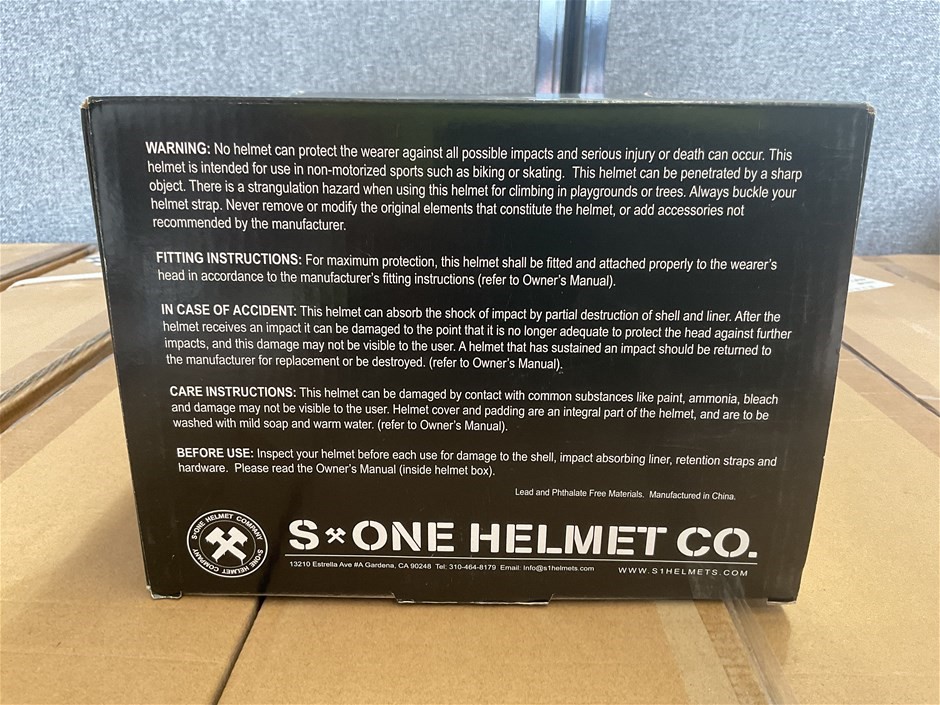 WARNING: No helmet can protect the wearer against all possible impacts and serious injury or death can occur. This
helmet is intended for use in non-motorized sports such as biking or skating. This helmet can be penetrated by a sharp
object. There is a strangulation hazard when using this helmet for climbing in playgrounds or trees. Always buckle your
helmet strap. Never remove or modify the original elements that constitute the helmet, or add accessories not
recommended by the manufacturer.
FITTING INSTRUCTIONS: For maximum protection, this helmet shall be fitted and attached properly to the wearer's
head in accordance to the manufacturer's fitting instructions (refer to Owner's Manual).
IN CASE OF ACCIDENT: This helmet can absorb the shock of impact by partial destruction of shell and liner. After the
helmet receives an impact it can be damaged to the point that it is no longer adequate to protect the head against further
impacts, and this damage may not be visible to the user. A helmet that has sustained an impact should be returned to
the manufacturer for replacement or be destroyed. (refer to Owner's Manual).
CARE INSTRUCTIONS: This helmet can be damaged by contact with common substances like paint, ammonia, bleach
and damage may not be visible to the user. Helmet cover and padding are an integral part of the helmet, and are to be
washed with mild soap and warm water. (refer to Owner's Manual).
BEFORE USE: Inspect your helmet before each use for damage to the shell, impact absorbing liner, retention straps and
hardware. Please read the Owner's Manual (inside helmet box).
Lead and Phthalate Free Materials. Manufactured in China.
S-ONE HELMET COMPANY
S-ONE HELMET COMPANY
S ONE HELMET CO.
13210 Estrella Ave #A Gardena, CA 90248 Tel: 310-464-8179 Email: Info@s1helmets.com
WWW.S1HELMETS.COM